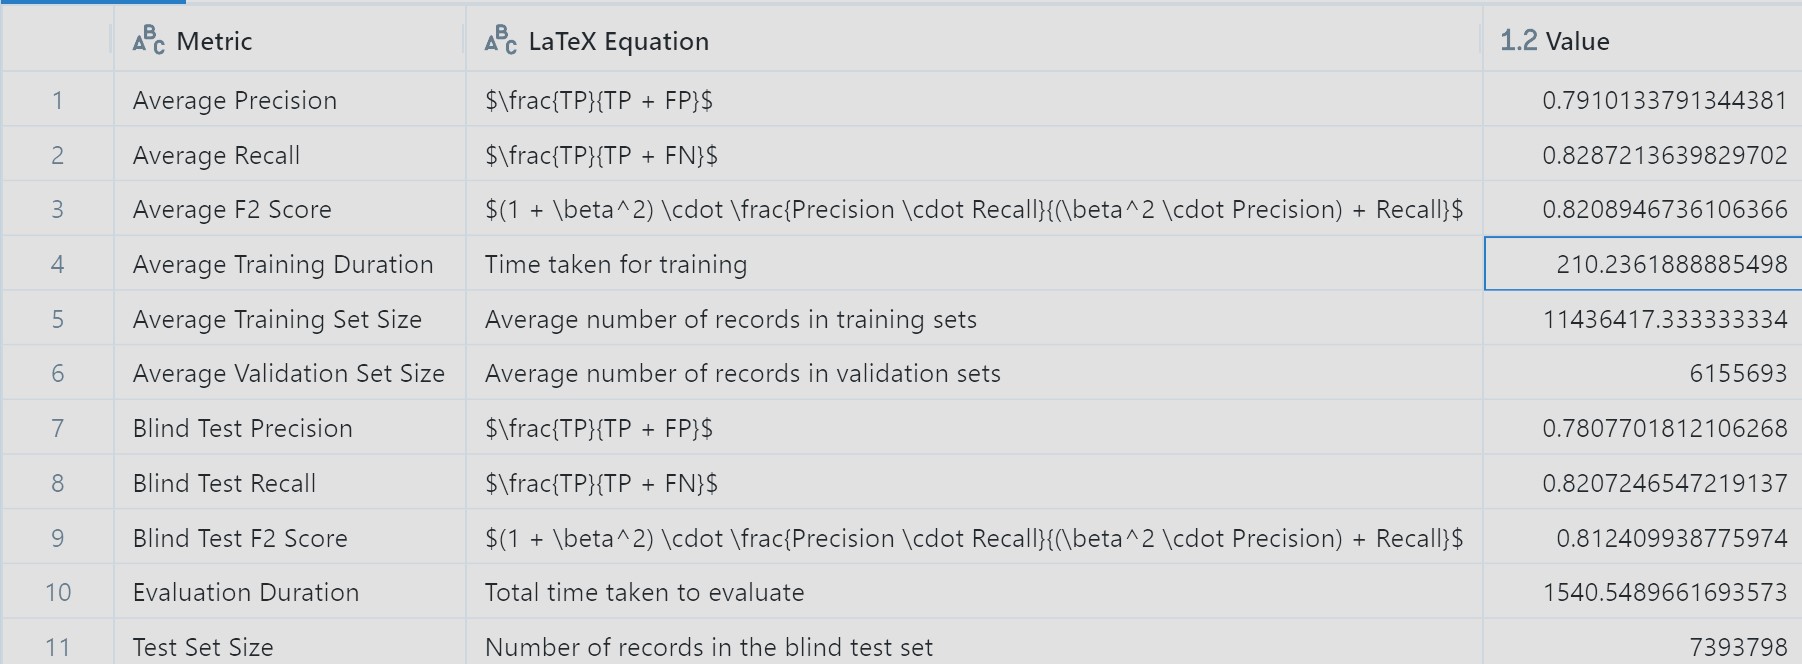 ABC Metric ABC LaTeX Equation 1.2 Value
1 Average Precision $\frac{TP}{TP + FP}$ 0.7910133791344381
2 Average Recall $\frac{TP}{TP + FN}$ 0.8287213639829702
3 Average F2 Score $(1 + \beta^2) \cdot \frac{Precision \cdot Recall}{(\beta^2 \cdot Precision) + Recall}$ 0.8208946736106366
4 Average Training Duration Time taken for training 210.2361888885498
5 Average Training Set Size Average number of records in training sets 11436417.333333334
6 Average Validation Set Size Average number of records in validation sets 6155693
7 Blind Test Precision $\frac{TP}{TP + FP}$ 0.7807701812106268
8 Blind Test Recall $\frac{TP}{TP + FN}$ 0.8207246547219137
9 Blind Test F2 Score $(1 + \beta^2) \cdot \frac{Precision \cdot Recall}{(\beta^2 \cdot Precision) + Recall}$ 0.812409938775974
10 Evaluation Duration Total time taken to evaluate 1540.5489661693573
11 Test Set Size Number of records in the blind test set 7393798